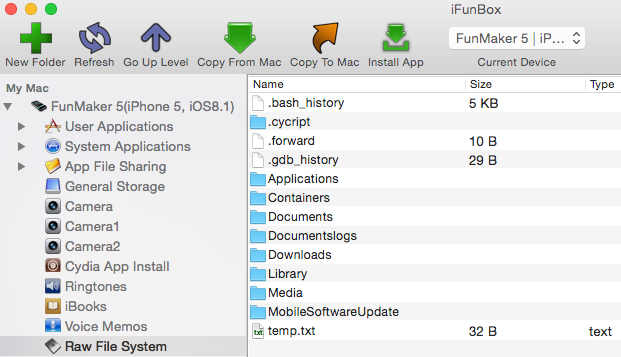 iFunBox
New Folder Refresh Go Up Level Copy From Mac Copy To Mac Install App
FunMaker 5 | iP...
Current Device
My Mac
FunMaker 5(iPhone 5, iOS8.1)
User Applications
System Applications
App File Sharing
General Storage
Camera
Camera1
Camera2
Cydia App Install
Ringtones
iBooks
Voice Memos
Raw File System
Name Size Type
.bash_history 5 KB
.cycript
.forward 10 B
.gdb_history 29 B
Applications
Containers
Documents
Documentslogs
Downloads
Library
Media
MobileSoftwareUpdate
txt temp.txt 32 B text